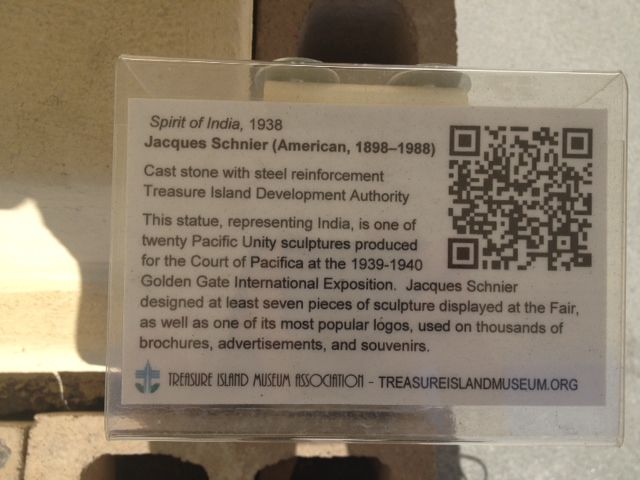 Spirit of India, 1938
Jacques Schnier (American, 1898–1988)
Cast stone with steel reinforcement
Treasure Island Development Authority
This statue, representing India, is one of
twenty Pacific Unity sculptures produced
for the Court of Pacifica at the 1939-1940
Golden Gate International Exposition. Jacques Schnier
designed at least seven pieces of sculpture displayed at the Fair,
as well as one of its most popular logos, used on thousands of
brochures, advertisements, and souvenirs.
TREASURE ISLAND MUSEUM ASSOCIATION – TREASUREISLANDMUSEUM.ORG